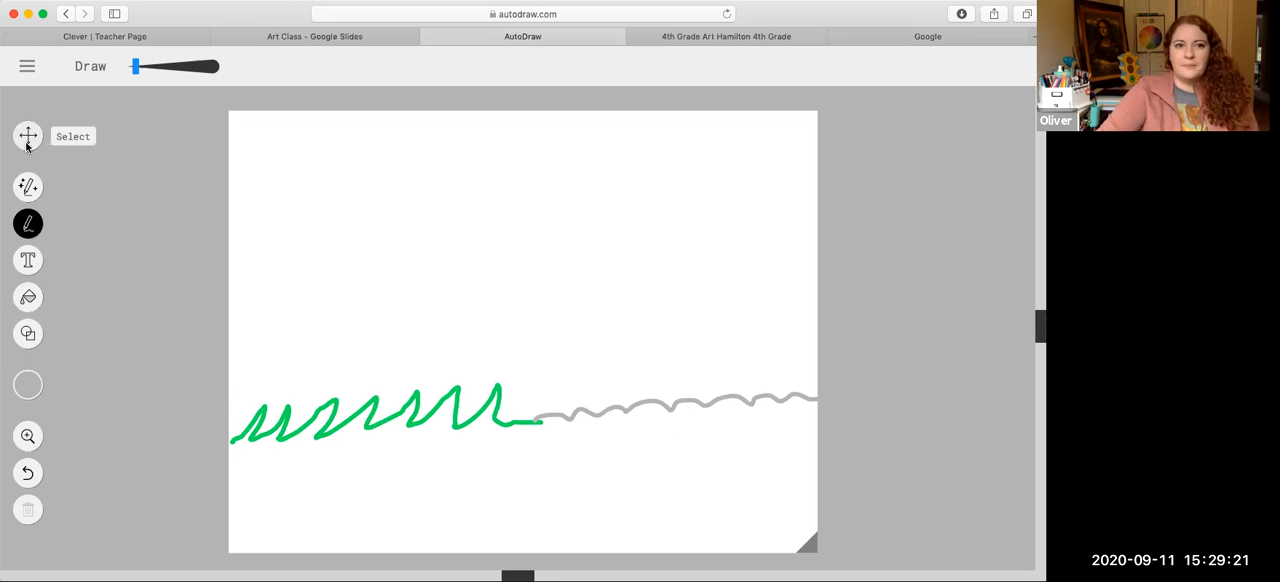 autodraw.com
Clever | Teacher Page
Art Class - Google Slides
AutoDraw
4th Grade Art Hamilton 4th Grade
Google
Draw
Select
T
Oliver
2020-09-11 15:29:21